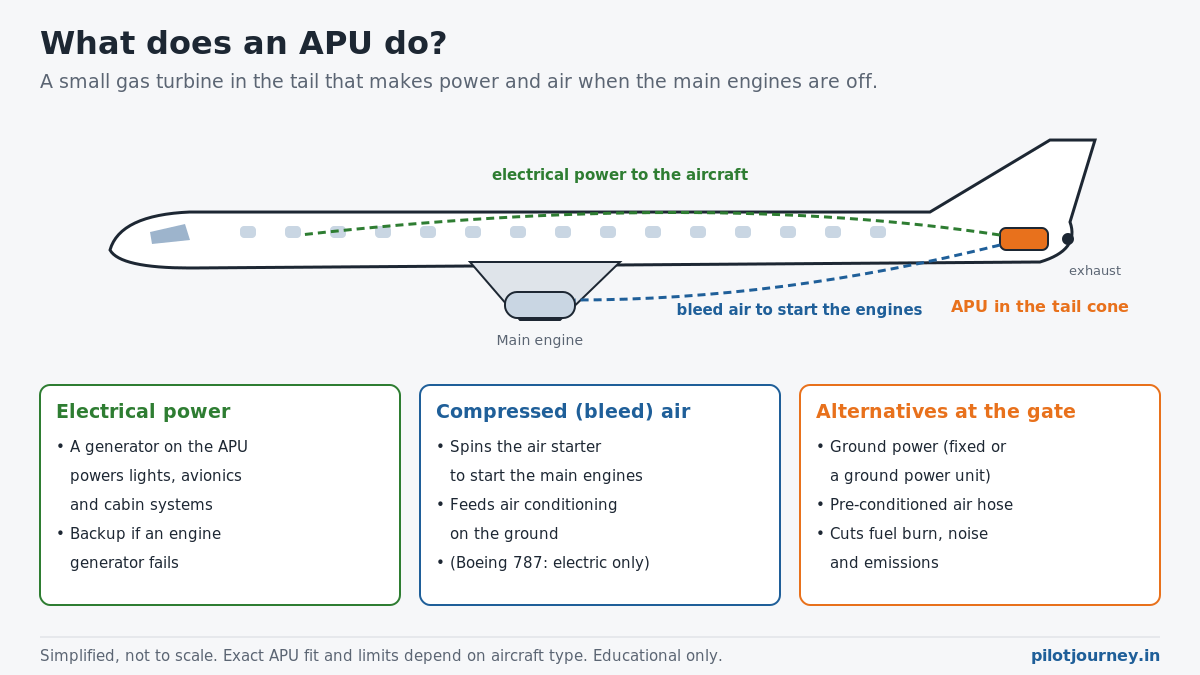 What does an APU do?
A small gas turbine in the tail that makes power and air when the main engines are off.
electrical power to the aircraft
exhaust
bleed air to start the engines
APU in the tail cone
Main engine
Electrical power
• A generator on the APU
powers lights, avionics
and cabin systems
• Backup if an engine
generator fails
Compressed (bleed) air
• Spins the air starter
to start the main engines
• Feeds air conditioning
on the ground
• (Boeing 787: electric only)
Alternatives at the gate
• Ground power (fixed or
a ground power unit)
• Pre-conditioned air hose
• Cuts fuel burn, noise
and emissions
Simplified, not to scale. Exact APU fit and limits depend on aircraft type. Educational only.
pilotjourney.in